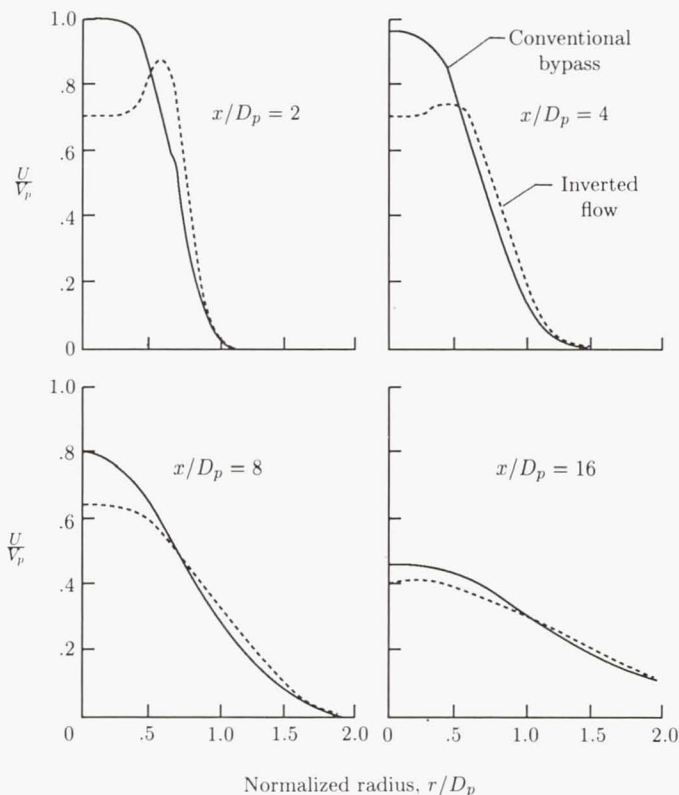 1.0
.8
.6
.4
.2
0
U
V_p
x/D_p = 2
Conventional
bypass
x/D_p = 4
Inverted
flow
1.0
.8
.6
.4
.2
0
U
V_p
x/D_p = 8
x/D_p = 16
.5
1.0
1.5
2.0
0
.5
1.0
1.5
2.0
Normalized radius, r/D_p